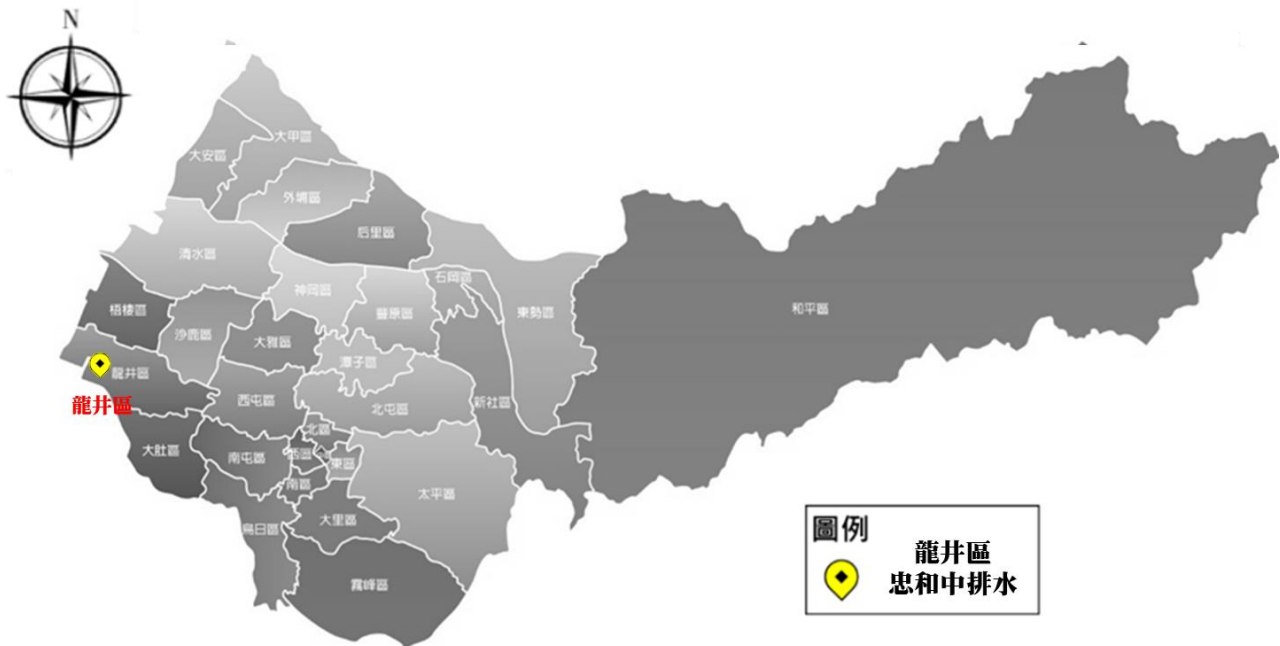 N
大甲區
大安區
外埔區
后里區
清水區
石岡區
神岡區
梧棲區
豐原區
東勢區
和平區
沙鹿區
大雅區
潭子區
龍井區
龍井區
西屯區
北屯區
新社區
北區
大肚區
南屯區
西區
東區
南區
太平區
大里區
烏日區
霧峰區
圖例
龍井區
忠和中排水